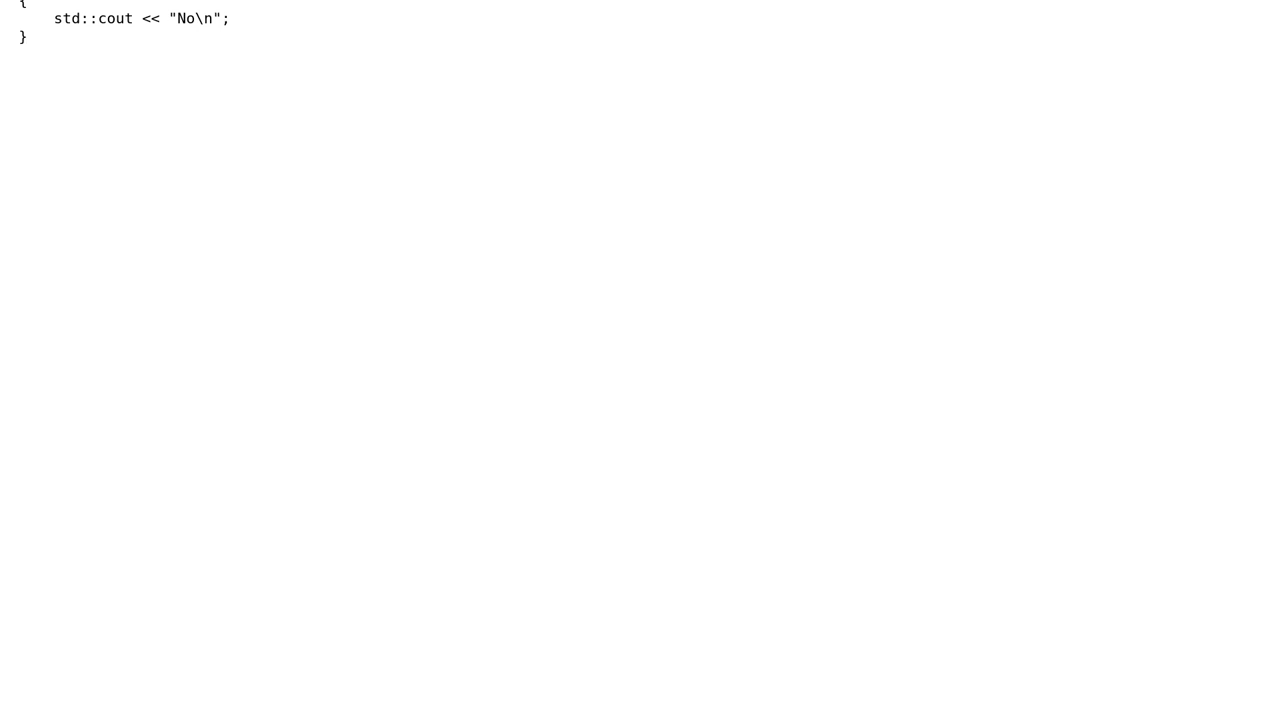 {
    std::cout << "No\n";
}